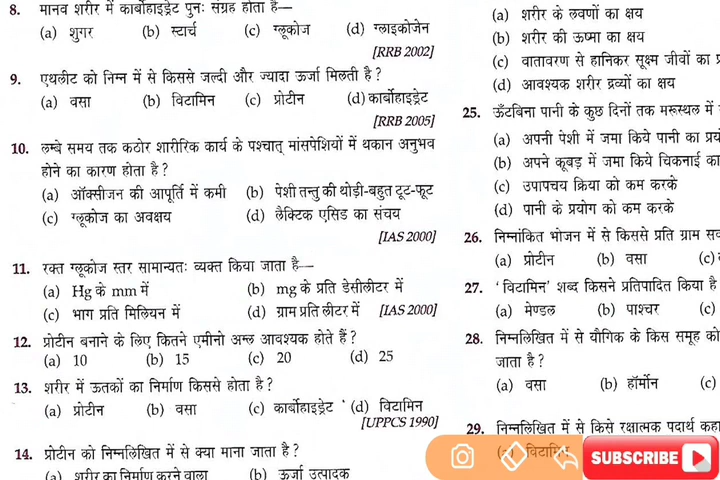 8. मानव शरीर में कार्बोहाइड्रेट पुनः संग्रह होता है—
(a) शुगर (b) स्टार्च (c) ग्लूकोज (d) ग्लाइकोजेन
[RRB 2002]
9. एथलीट को निम्न में से किससे जल्दी और ज्यादा ऊर्जा मिलती है ?
(a) वसा (b) विटामिन (c) प्रोटीन (d) कार्बोहाइड्रेट
[RRB 2005]
10. लम्बे समय तक कठोर शारीरिक कार्य के पश्चात् मांसपेशियों में थकान अनुभव
होने का कारण होता है ?
(a) ऑक्सीजन की आपूर्ति में कमी (b) पेशी तन्तु की थोड़ी-बहुत टूट-फूट
(c) ग्लूकोज का अवक्षय (d) लैक्टिक एसिड का संचय
[IAS 2000]
11. रक्त ग्लूकोज स्तर सामान्यतः व्यक्त किया जाता है—
(a) Hg के mm में (b) mg के प्रति डेसीलीटर में
(c) भाग प्रति मिलियन में (d) ग्राम प्रति लीटर में [IAS 2000]
12. प्रोटीन बनाने के लिए कितने एमीनो अम्ल आवश्यक होते हैं ?
(a) 10 (b) 15 (c) 20 (d) 25
13. शरीर में ऊतकों का निर्माण किससे होता है ?
(a) प्रोटीन (b) वसा (c) कार्बोहाइड्रेट (d) विटामिन
[UPPCS 1990]
14. प्रोटीन को निम्नलिखित में से क्या माना जाता है ?
(a) शरीर का निर्माण करने वाला (b) ऊर्जा उत्पादक
(a) शरीर के लवणों का क्षय
(b) शरीर की ऊष्मा का क्षय
(c) वातावरण से हानिकर सूक्ष्म जीवों का
(d) आवश्यक शरीर द्रव्यों का क्षय
25. ऊँट बिना पानी के कुछ दिनों तक मरूस्थल में
(a) अपनी पेशी में जमा किये पानी का
(b) अपने कूबड़ में जमा किये चिकनाई का
(c) उपापचय क्रिया को कम करके
(d) पानी के प्रयोग को कम करके
26. निम्नांकित भोजन में से किससे प्रति ग्राम
(a) प्रोटीन (b) वसा (c)
27. ‘विटामिन’ शब्द किसने प्रतिपादित किया है
(a) मेण्डल (b) पाश्चर (c)
28. निम्नलिखित में से यौगिक के किस समूह को
जाता है ?
(a) वसा (b) हॉर्मोन (c)
29. निम्नलिखित में से किसे रक्षात्मक पदार्थ कहा
(a) विटामिन
SUBSCRIBE